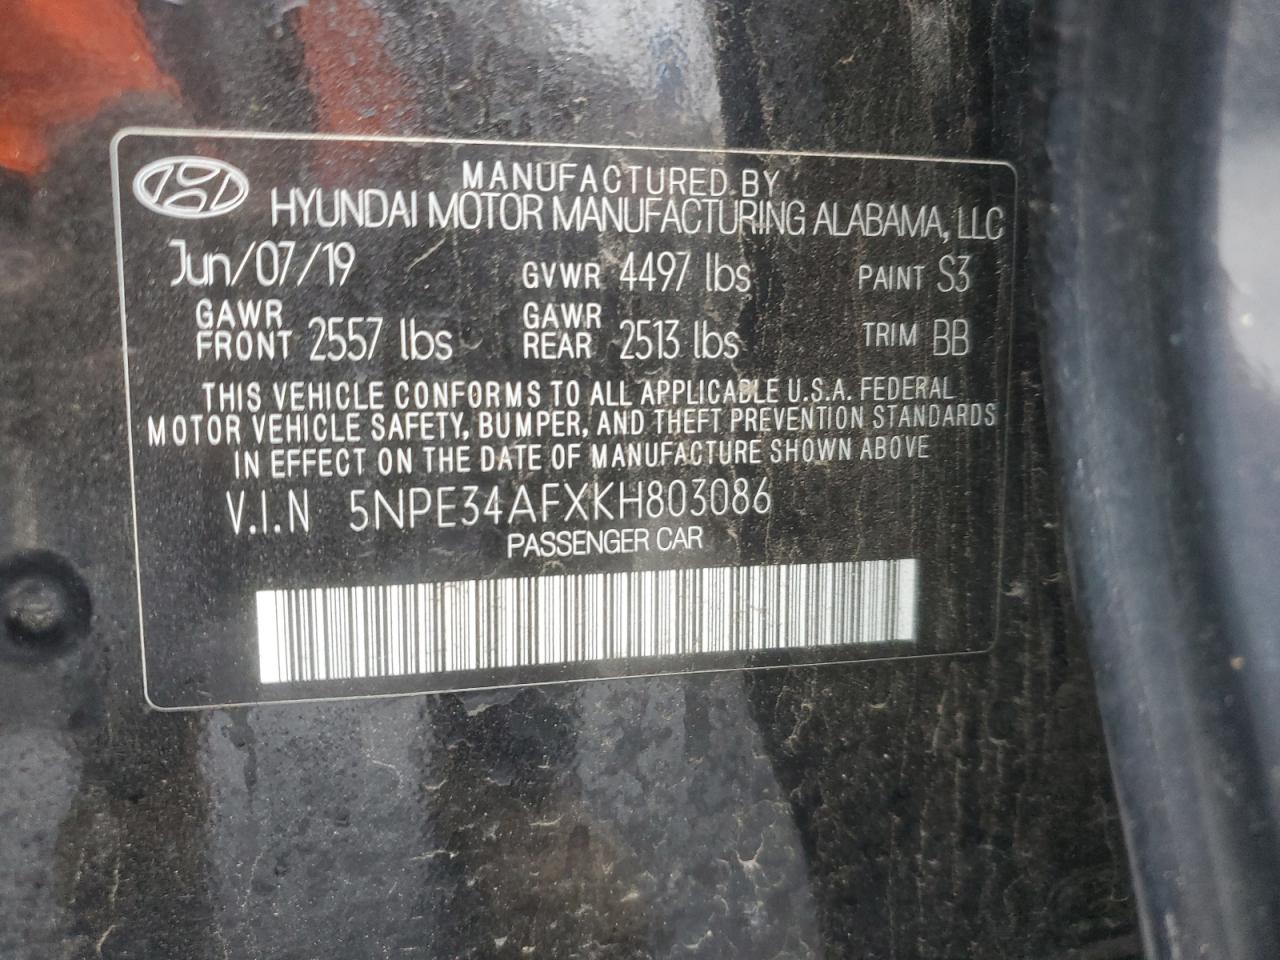 MANUFACTURED BY
HYUNDAI MOTOR MANUFACTURING ALABAMA, LLC
Jun/07/19 GVWR 4497 lbs PAINT S3
GAWR FRONT 2557 lbs GAWR REAR 2513 lbs TRIM BB
THIS VEHICLE CONFORMS TO ALL APPLICABLE U.S.A. FEDERAL
MOTOR VEHICLE SAFETY, BUMPER, AND THEFT PREVENTION STANDARDS
IN EFFECT ON THE DATE OF MANUFACTURE SHOWN ABOVE
V.I.N 5NPE34AFXKH803086
PASSENGER CAR